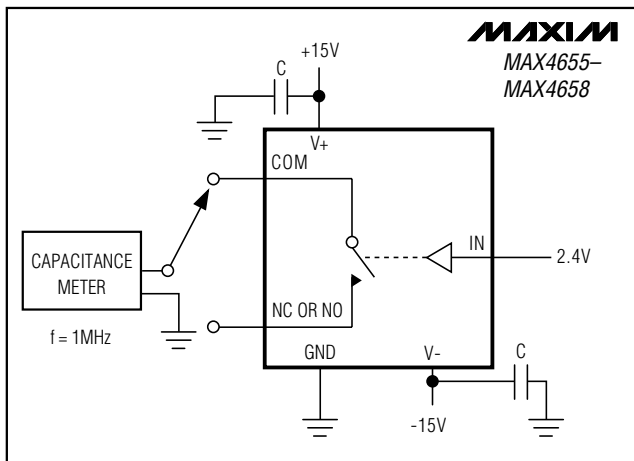 MAXIM
MAX4655–
MAX4658
+15V
C
V+
COM
IN
2.4V
CAPACITANCE
METER
NC OR NO
f = 1MHz
GND
V-
C
-15V